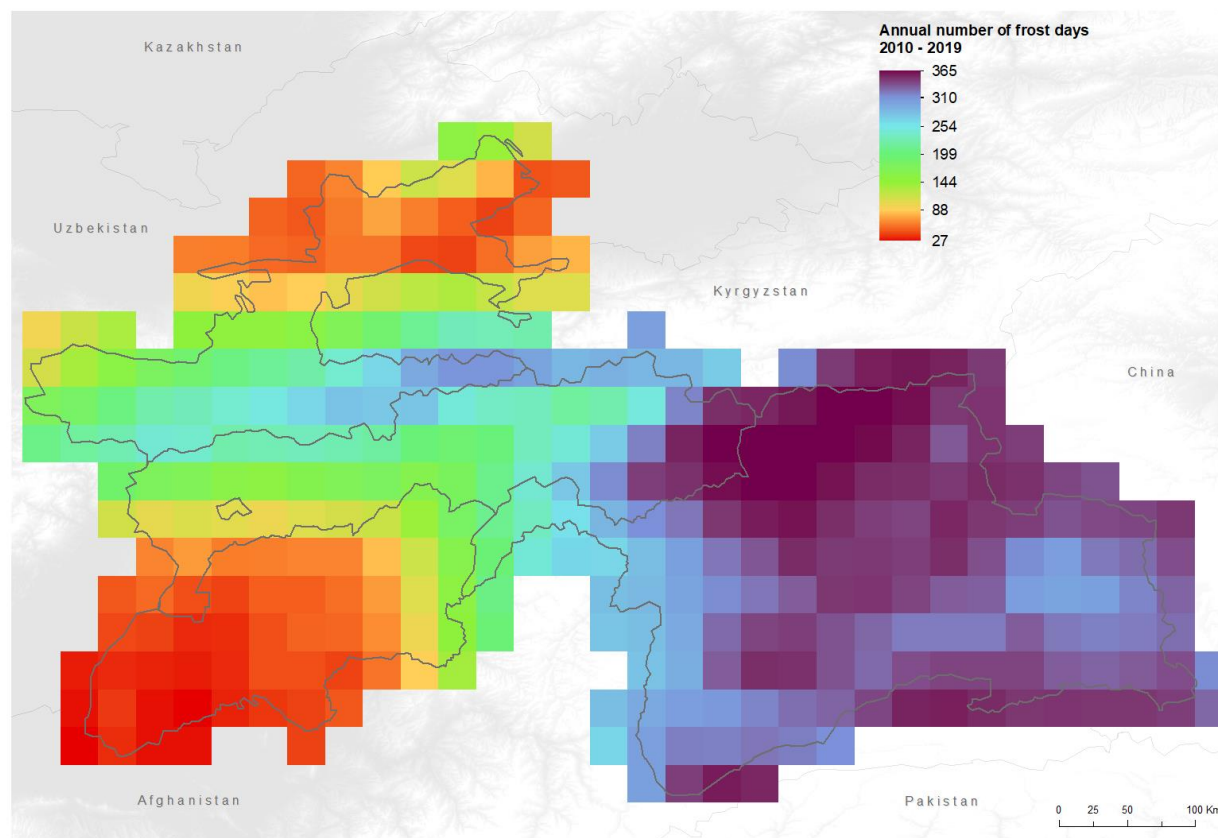 Kazakhstan
Annual number of frost days
2010 - 2019
365
310
254
199
144
88
27
Uzbekistan
Kyrgyzstan
China
Afghanistan
Pakistan
0 25 50 100 Km